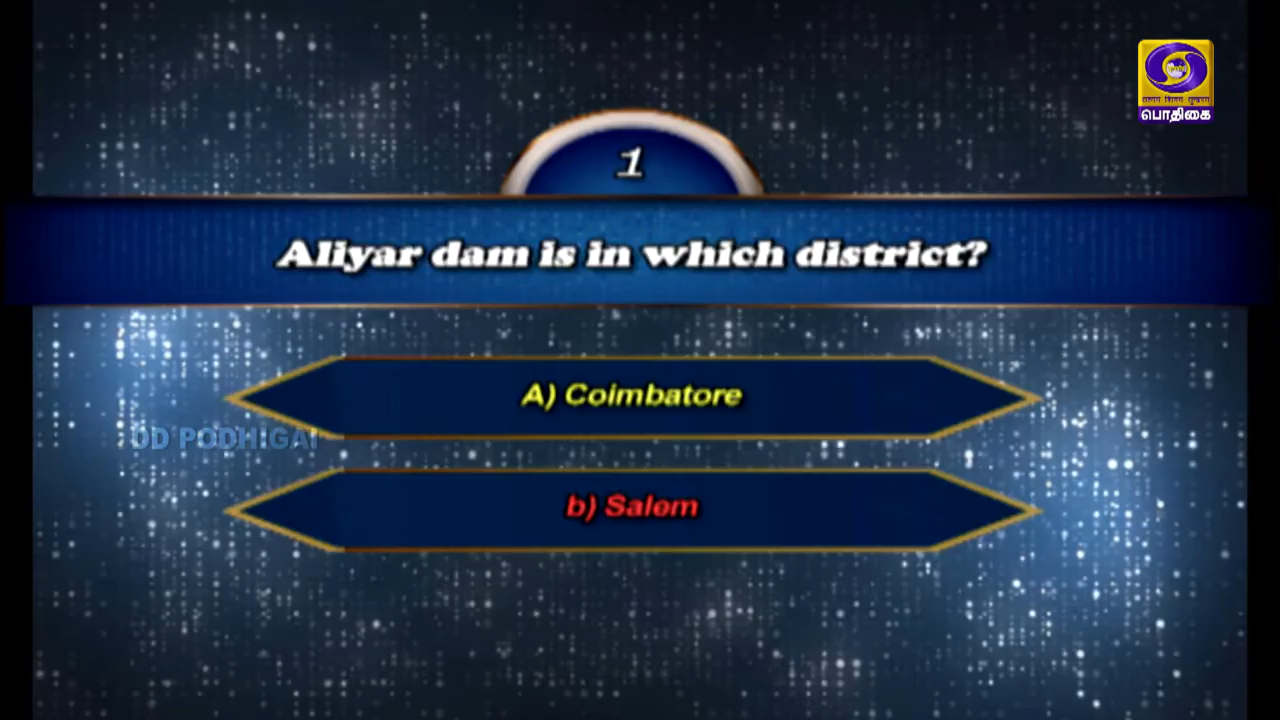 பொதிகை
1
Aliyar dam is in which district?
A) Coimbatore
DD PODHIGAI
b) Salem